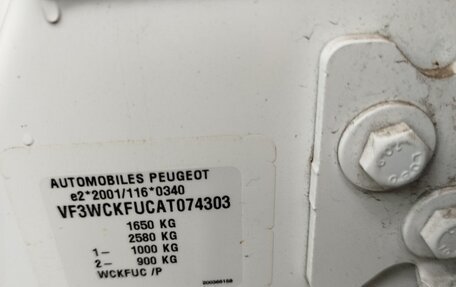 AUTOMOBILES PEUGEOT
e2*2001/116*0340
VF3WCKFUCAT074303
1650 KG
2580 KG
1– 1000 KG
2– 900 KG
WCKFUC /P